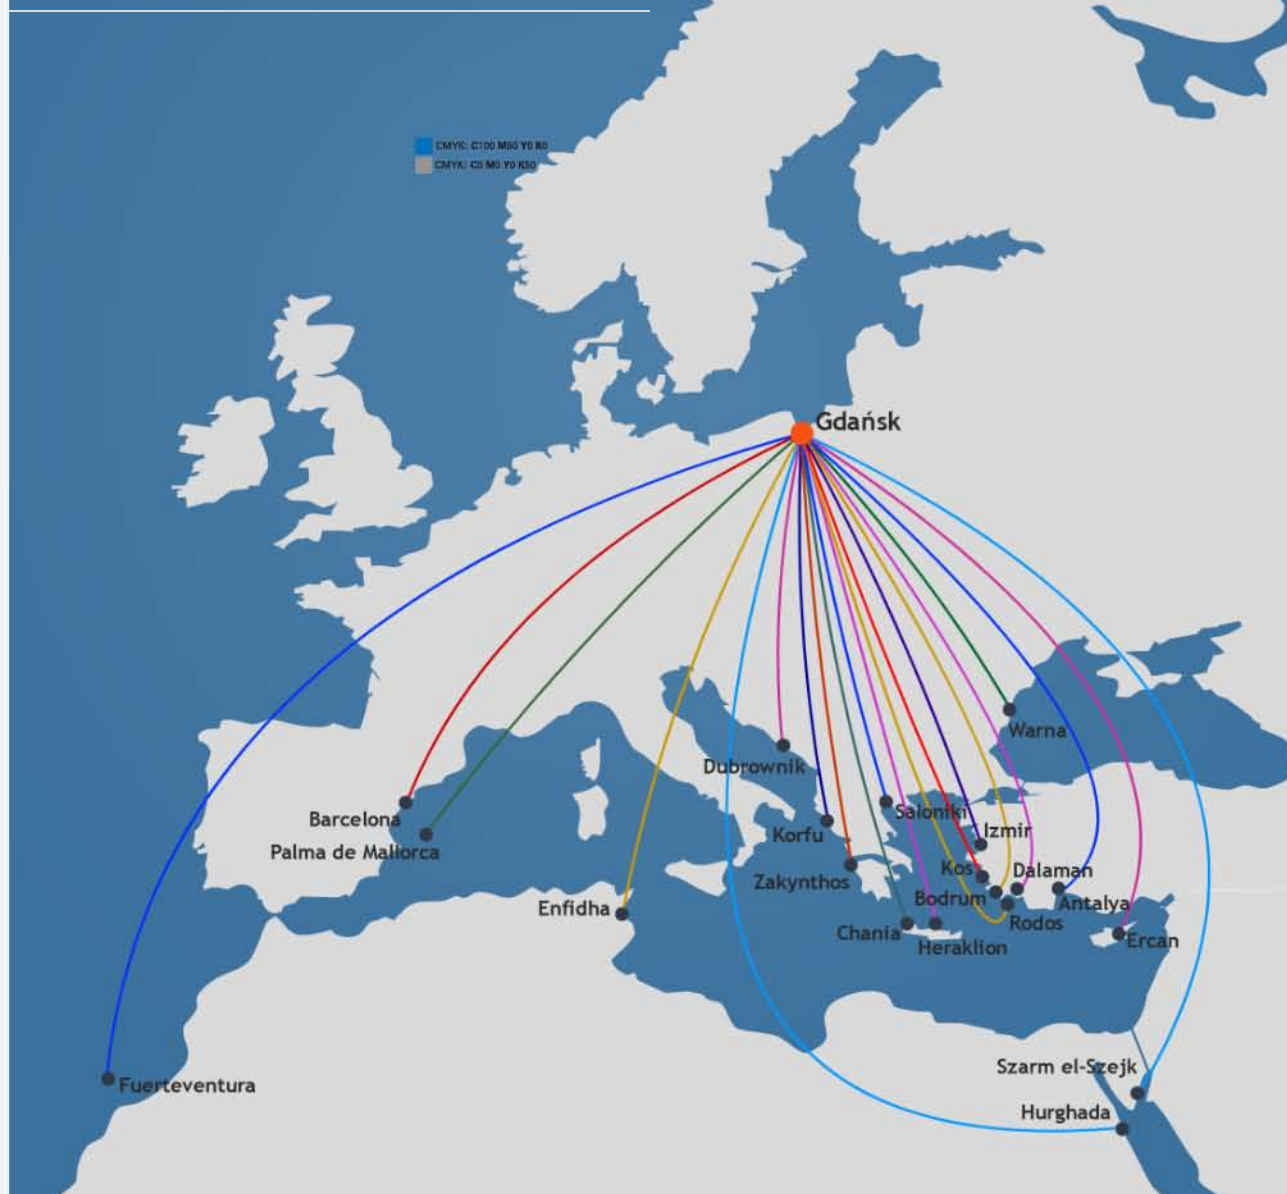 CMYK: C100 M50 Y0 K0
CMYK: C0 M0 Y0 K50
Gdańsk
Warna
Dubrownik
Barcelona
Saloniki
Korfu
Izmir
Palma de Mallorca
Kos
Dalaman
Zakynthos
Bodrum
Antalya
Enfidha
Rodos
Chania
Heraklion
Ercan
Szarm el-Szejk
Fuerteventura
Hurghada